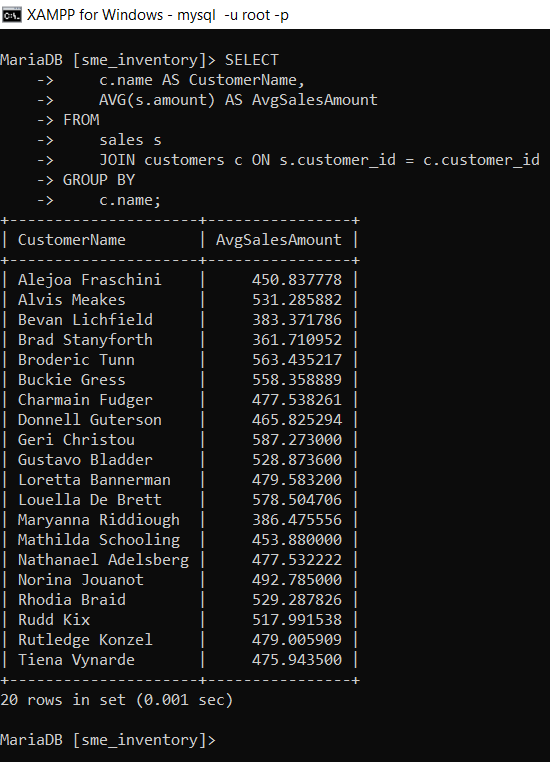 XAMPP for Windows - mysql  -u root -p
MariaDB [sme_inventory]> SELECT
    ->     c.name AS CustomerName,
    ->     AVG(s.amount) AS AvgSalesAmount
    -> FROM
    ->     sales s
    ->     JOIN customers c ON s.customer_id = c.customer_id
    -> GROUP BY
    ->     c.name;
+---------------------+----------------+
| CustomerName        | AvgSalesAmount |
+---------------------+----------------+
| Alejoa Fraschini    |     450.837778 |
| Alvis Meakes        |     531.285882 |
| Bevan Lichfield     |     383.371786 |
| Brad Stanyforth     |     361.710952 |
| Broderic Tunn       |     563.435217 |
| Buckie Gress        |     558.358889 |
| Charmain Fudger     |     477.538261 |
| Donnell Guterson    |     465.825294 |
| Geri Christou       |     587.273000 |
| Gustavo Bladder     |     528.873600 |
| Loretta Bannerman   |     479.583200 |
| Louella De Brett    |     578.504706 |
| Maryanna Riddiough  |     386.475556 |
| Mathilda Schooling  |     453.880000 |
| Nathanael Adelsberg |     477.532222 |
| Norina Jouanot      |     492.785000 |
| Rhodia Braid        |     529.287826 |
| Rudd Kix            |     517.991538 |
| Rutledge Konzel     |     479.005909 |
| Tiena Vynarde       |     475.943500 |
+---------------------+----------------+
20 rows in set (0.001 sec)
MariaDB [sme_inventory]>